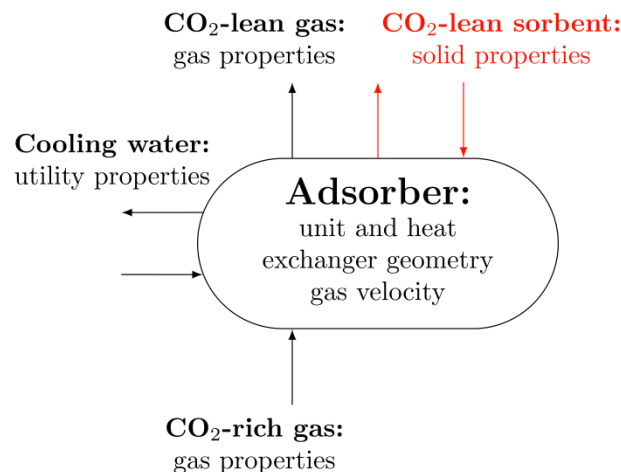 CO₂-lean gas:
gas properties
CO₂-lean sorbent:
solid properties
Cooling water:
utility properties
Adsorber:
unit and heat
exchanger geometry
gas velocity
CO₂-rich gas:
gas properties